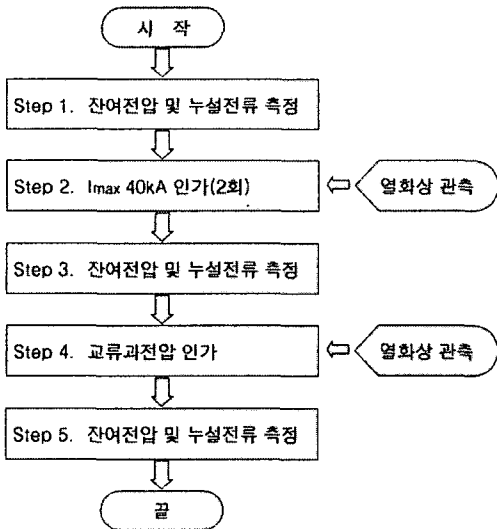 시 작
Step 1. 잔여전압 및 누설전류 측정
Step 2. Imax 40kA 인가(2회)
열화상 관측
Step 3. 잔여전압 및 누설전류 측정
Step 4. 교류과전압 인가
열화상 관측
Step 5. 잔여전압 및 누설전류 측정
끝